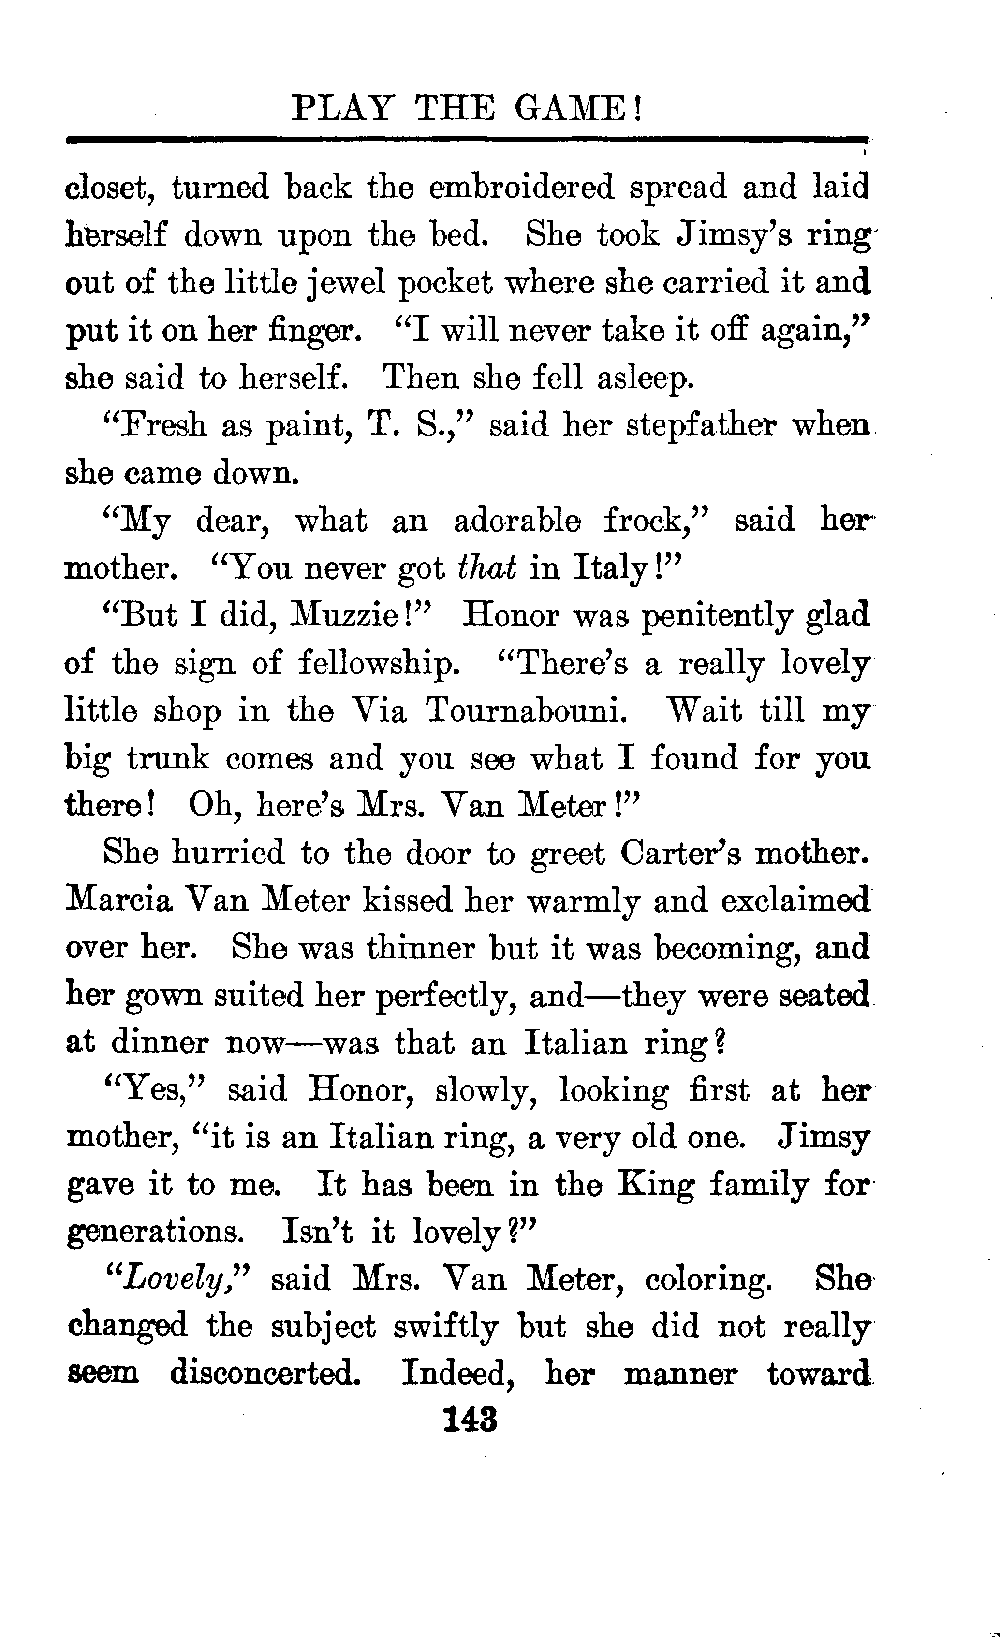 PLAY THE GAME!
closet, turned back the embroidered spread and laid
herself down upon the bed. She took Jimsy's ring
out of the little jewel pocket where she carried it and
put it on her finger. “I will never take it off again,”
she said to herself. Then she fell asleep.
“Fresh as paint, T. S.,” said her stepfather when
she came down.
“My dear, what an adorable frock,” said her
mother. “You never got that in Italy!”
“But I did, Muzzie!” Honor was penitently glad
of the sign of fellowship. “There's a really lovely
little shop in the Via Tournabouni. Wait till my
big trunk comes and you see what I found for you
there! Oh, here's Mrs. Van Meter!”
She hurried to the door to greet Carter's mother.
Marcia Van Meter kissed her warmly and exclaimed
over her. She was thinner but it was becoming, and
her gown suited her perfectly, and—they were seated
at dinner now—was that an Italian ring?
“Yes,” said Honor, slowly, looking first at her
mother, “it is an Italian ring, a very old one. Jimsy
gave it to me. It has been in the King family for
generations. Isn't it lovely?”
“Lovely,” said Mrs. Van Meter, coloring. She
changed the subject swiftly but she did not really
seem disconcerted. Indeed, her manner toward
143